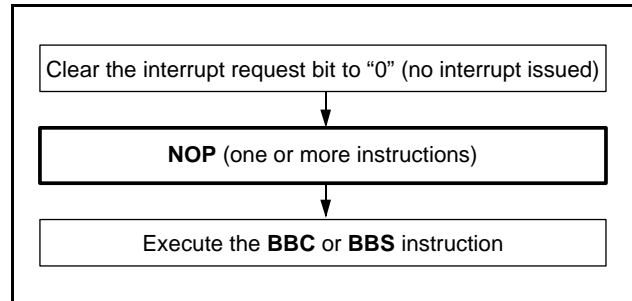 Clear the interrupt request bit to “0” (no interrupt issued)
NOP (one or more instructions)
Execute the BBC or BBS instruction